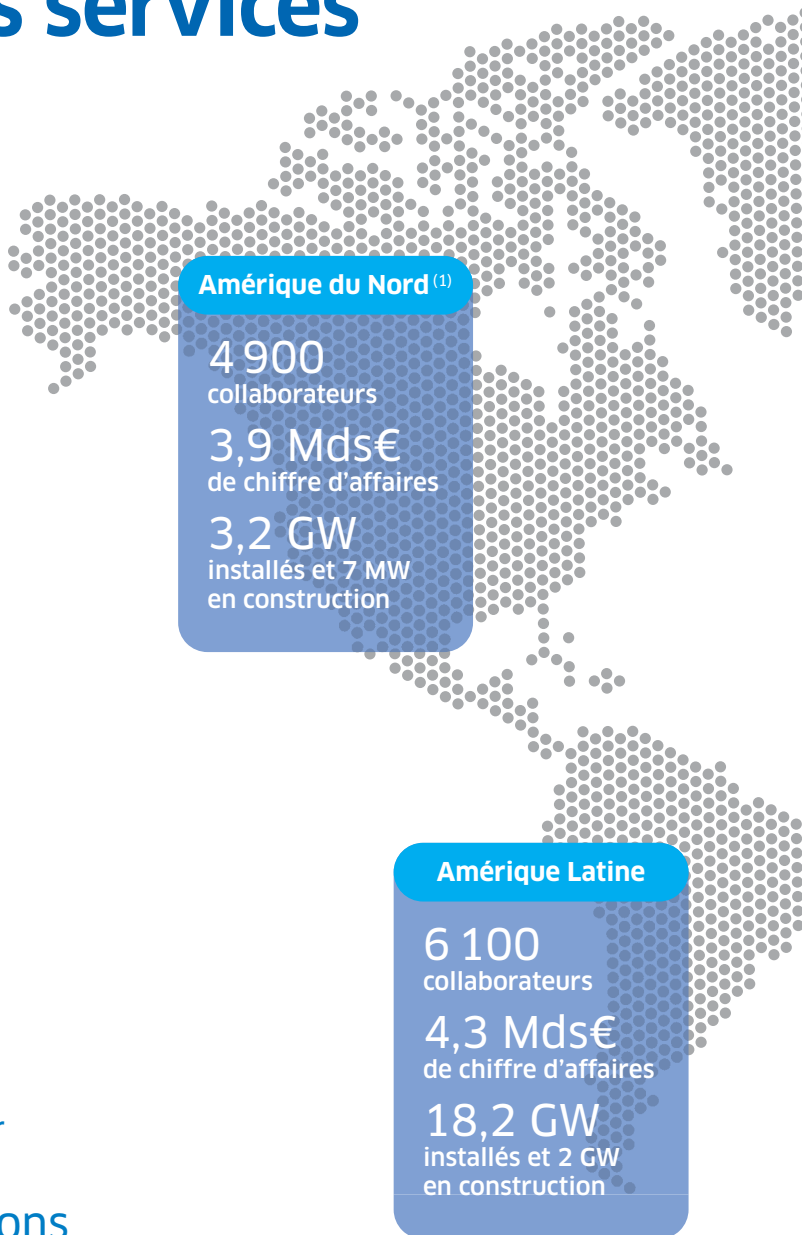 s services
Amérique du Nord (1)
4 900
collaborateurs
3,9 Mds€
de chiffre d'affaires
3,2 GW
installés et 7 MW
en construction
Amérique Latine
6 100
collaborateurs
4,3 Mds€
de chiffre d'affaires
18,2 GW
installés et 2 GW
en construction
r
ons